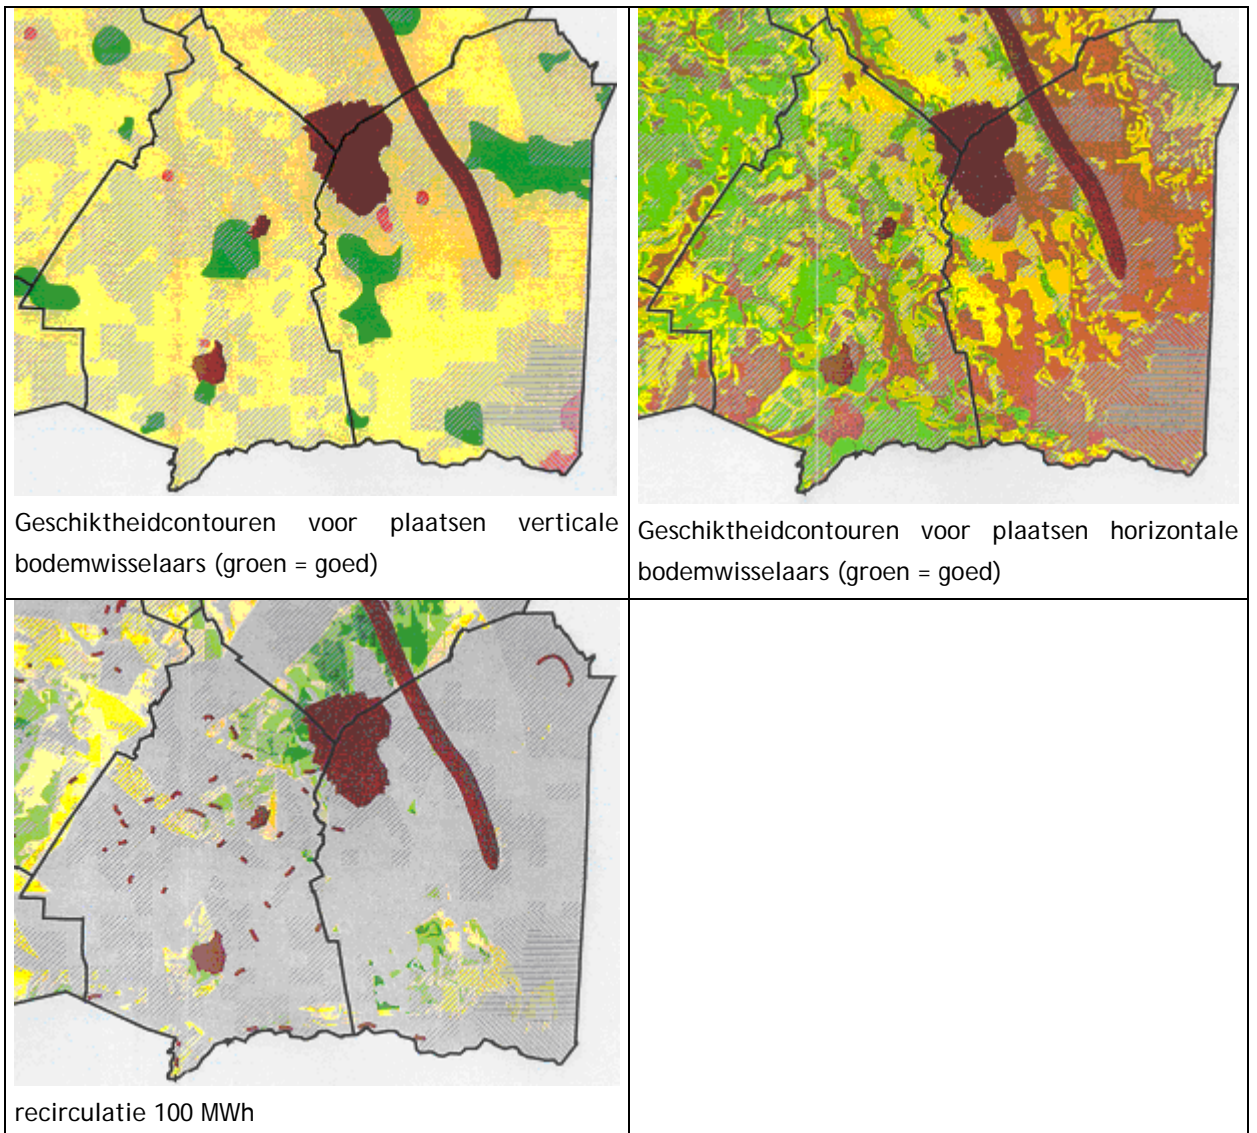 Geschiktheidcontouren voor plaatsen verticale
bodemwisselaars (groen = goed)
Geschiktheidcontouren voor plaatsen horizontale
bodemwisselaars (groen = goed)
recirculatie 100 MWh